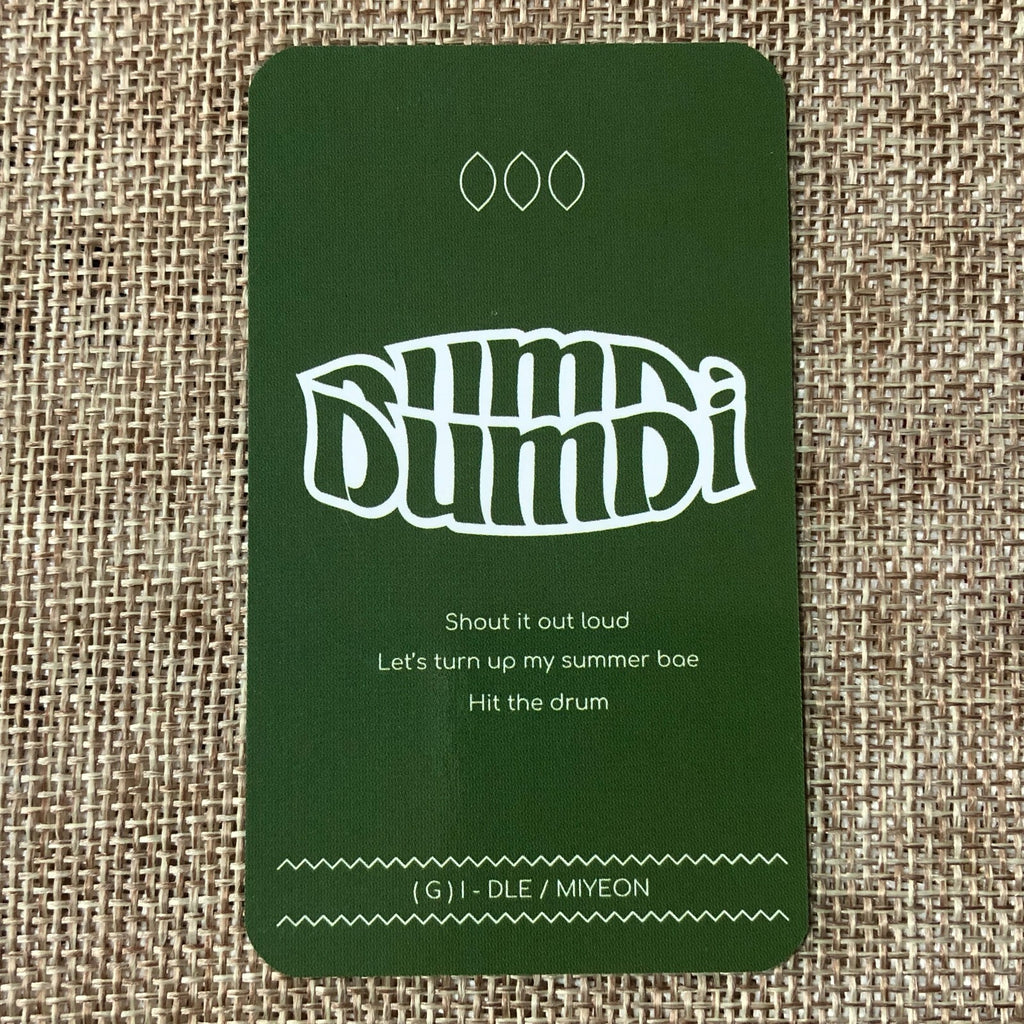 DUMDi
DUMDi
Shout it out loud
Let's turn up my summer bae
Hit the drum
( G ) I - DLE / MIYEON